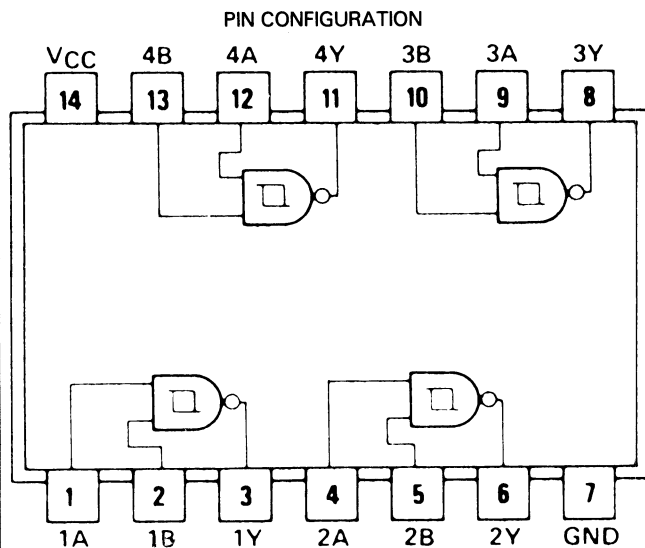 PIN CONFIGURATION
VCC 4B 4A 4Y 3B 3A 3Y
14 13 12 11 10 9 8
1 2 3 4 5 6 7
1A 1B 1Y 2A 2B 2Y GND